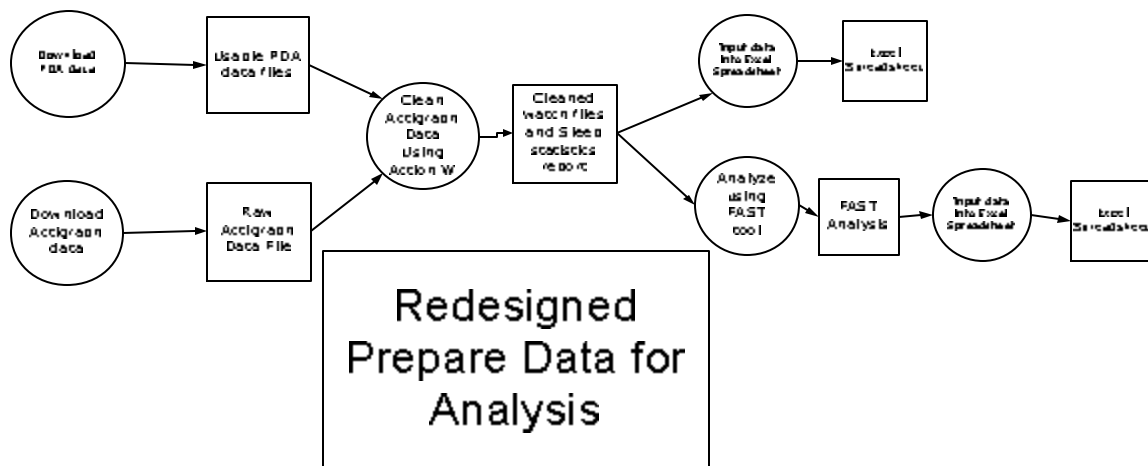 Download
PDA data
Usable PDA
data files
Clean
Actigraph
Data
Using
Action W
Cleaned
watch files
and Sleep
statistics
report
Input data
Into Excel
Spreadsheet
Excel
Spreadsheet
Download
Actigraph
data
Raw
Actigraph
Data File
Analyze
using
FAST
tool
FAST
Analysis
Input data
Into Excel
Spreadsheet
Excel
Spreadsheet
Redesigned
Prepare Data for
Analysis